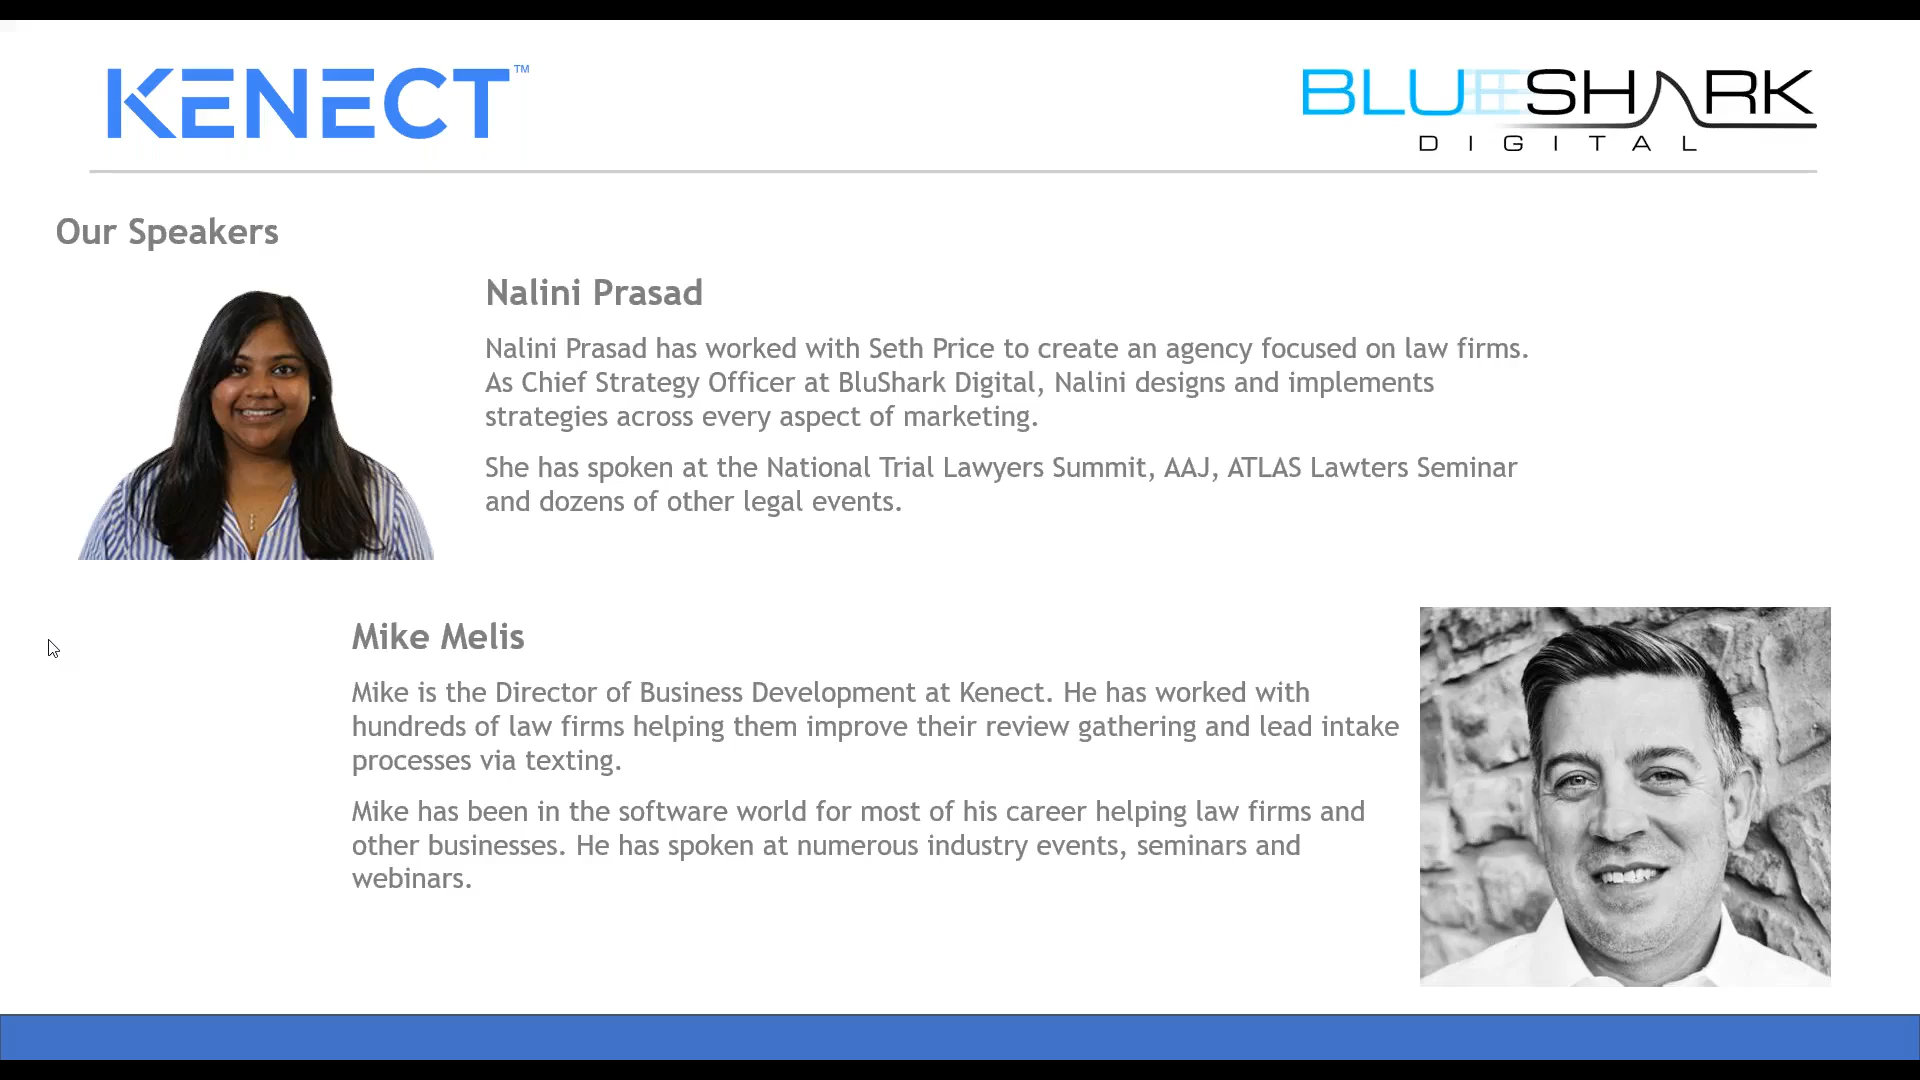 KENECT™
BLUESHARK
DIGITAL
Our Speakers
Nalini Prasad
Nalini Prasad has worked with Seth Price to create an agency focused on law firms.
As Chief Strategy Officer at BluShark Digital, Nalini designs and implements
strategies across every aspect of marketing.
She has spoken at the National Trial Lawyers Summit, AAJ, ATLAS Lawters Seminar
and dozens of other legal events.
Mike Melis
Mike is the Director of Business Development at Kenect. He has worked with
hundreds of law firms helping them improve their review gathering and lead intake
processes via texting.
Mike has been in the software world for most of his career helping law firms and
other businesses. He has spoken at numerous industry events, seminars and
webinars.